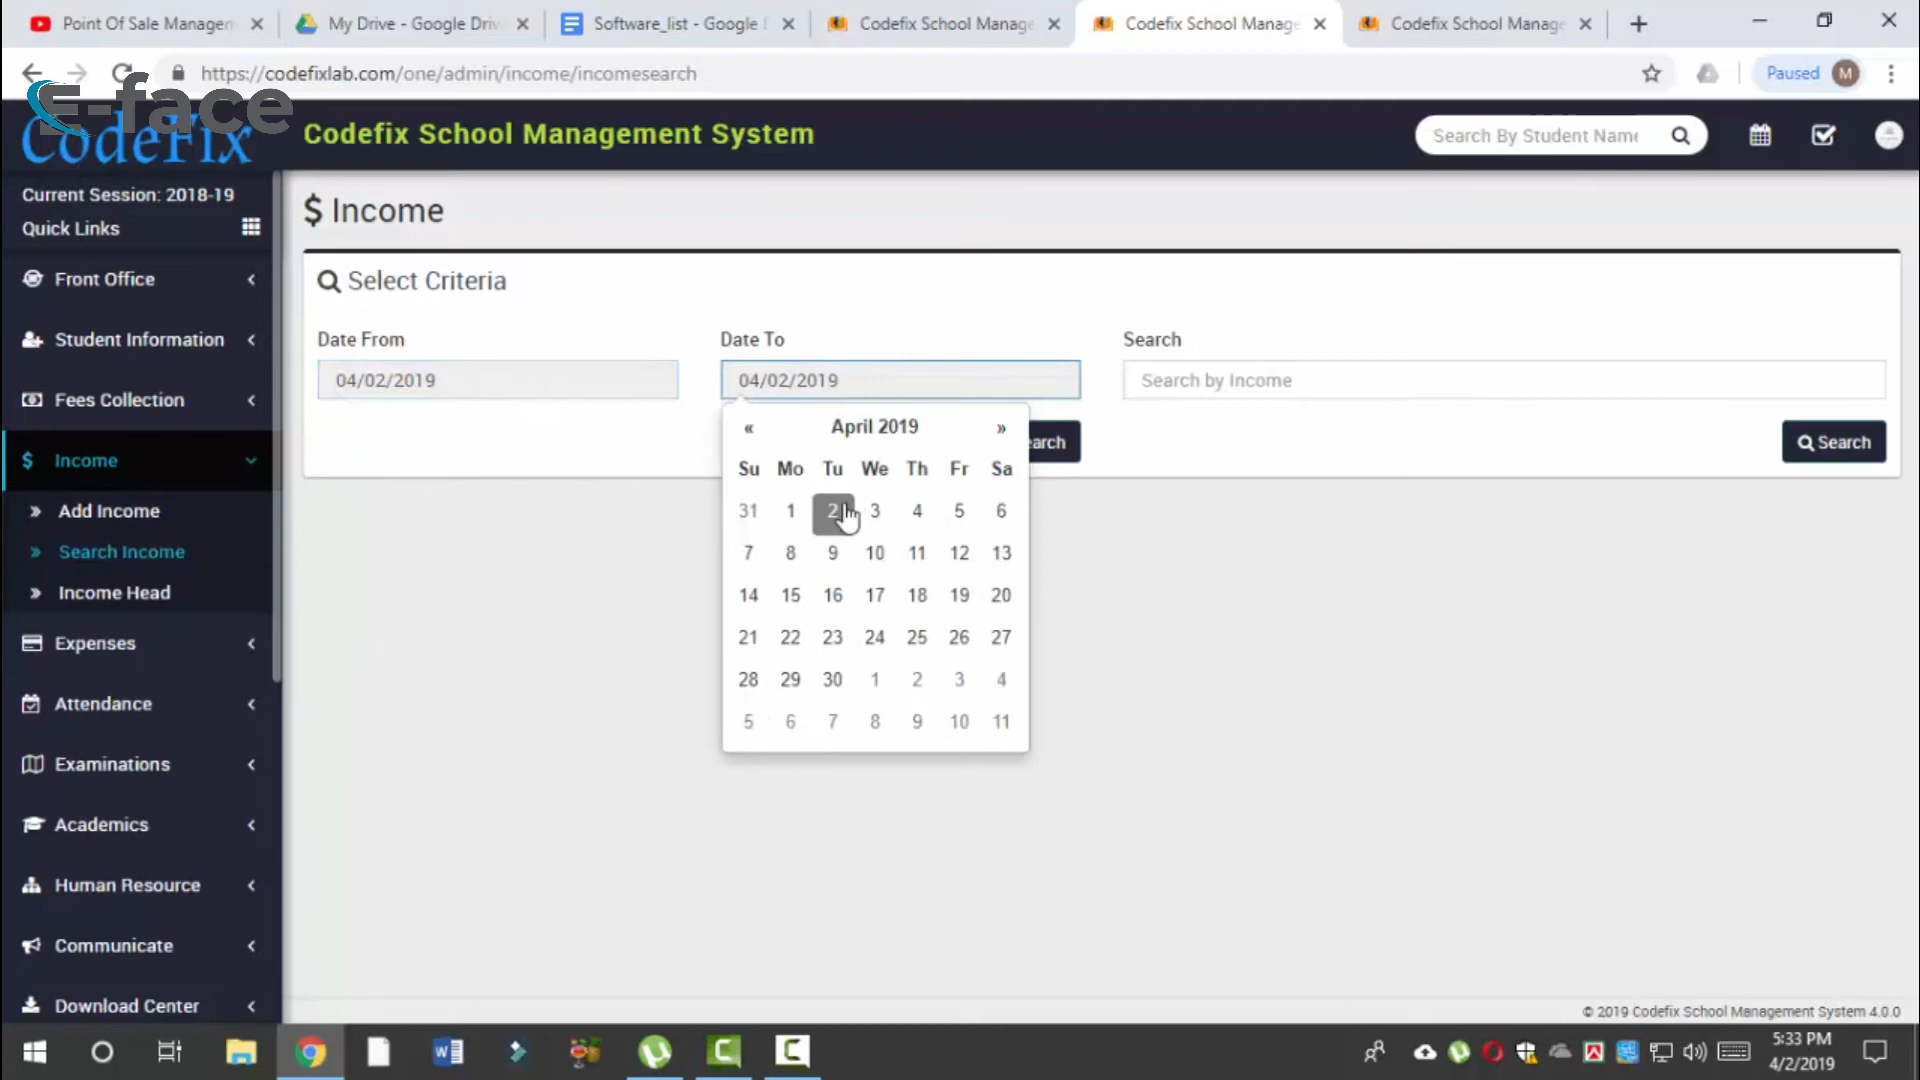 Point Of Sale Managem
My Drive - Google Driv
Software_list - Google
Codefix School Manage
Codefix School Manage
Codefix School Manage
https://codefixlab.com/one/admin/income/incomesearch
Paused
M
E-face
CodeFix
Codefix School Management System
Search By Student Name
Current Session: 2018-19
Quick Links
Front Office
Student Information
Fees Collection
$ Income
Add Income
Search Income
Income Head
Expenses
Attendance
Examinations
Academics
Human Resource
Communicate
Download Center
$ Income
Select Criteria
Date From
Date To
Search
04/02/2019
04/02/2019
Search by Income
arch
Search
« April 2019 »
Su Mo Tu We Th Fr Sa
31 1 2 3 4 5 6
7 8 9 10 11 12 13
14 15 16 17 18 19 20
21 22 23 24 25 26 27
28 29 30 1 2 3 4
5 6 7 8 9 10 11
© 2019 Codefix School Management System 4.0.0
5:33 PM
4/2/2019